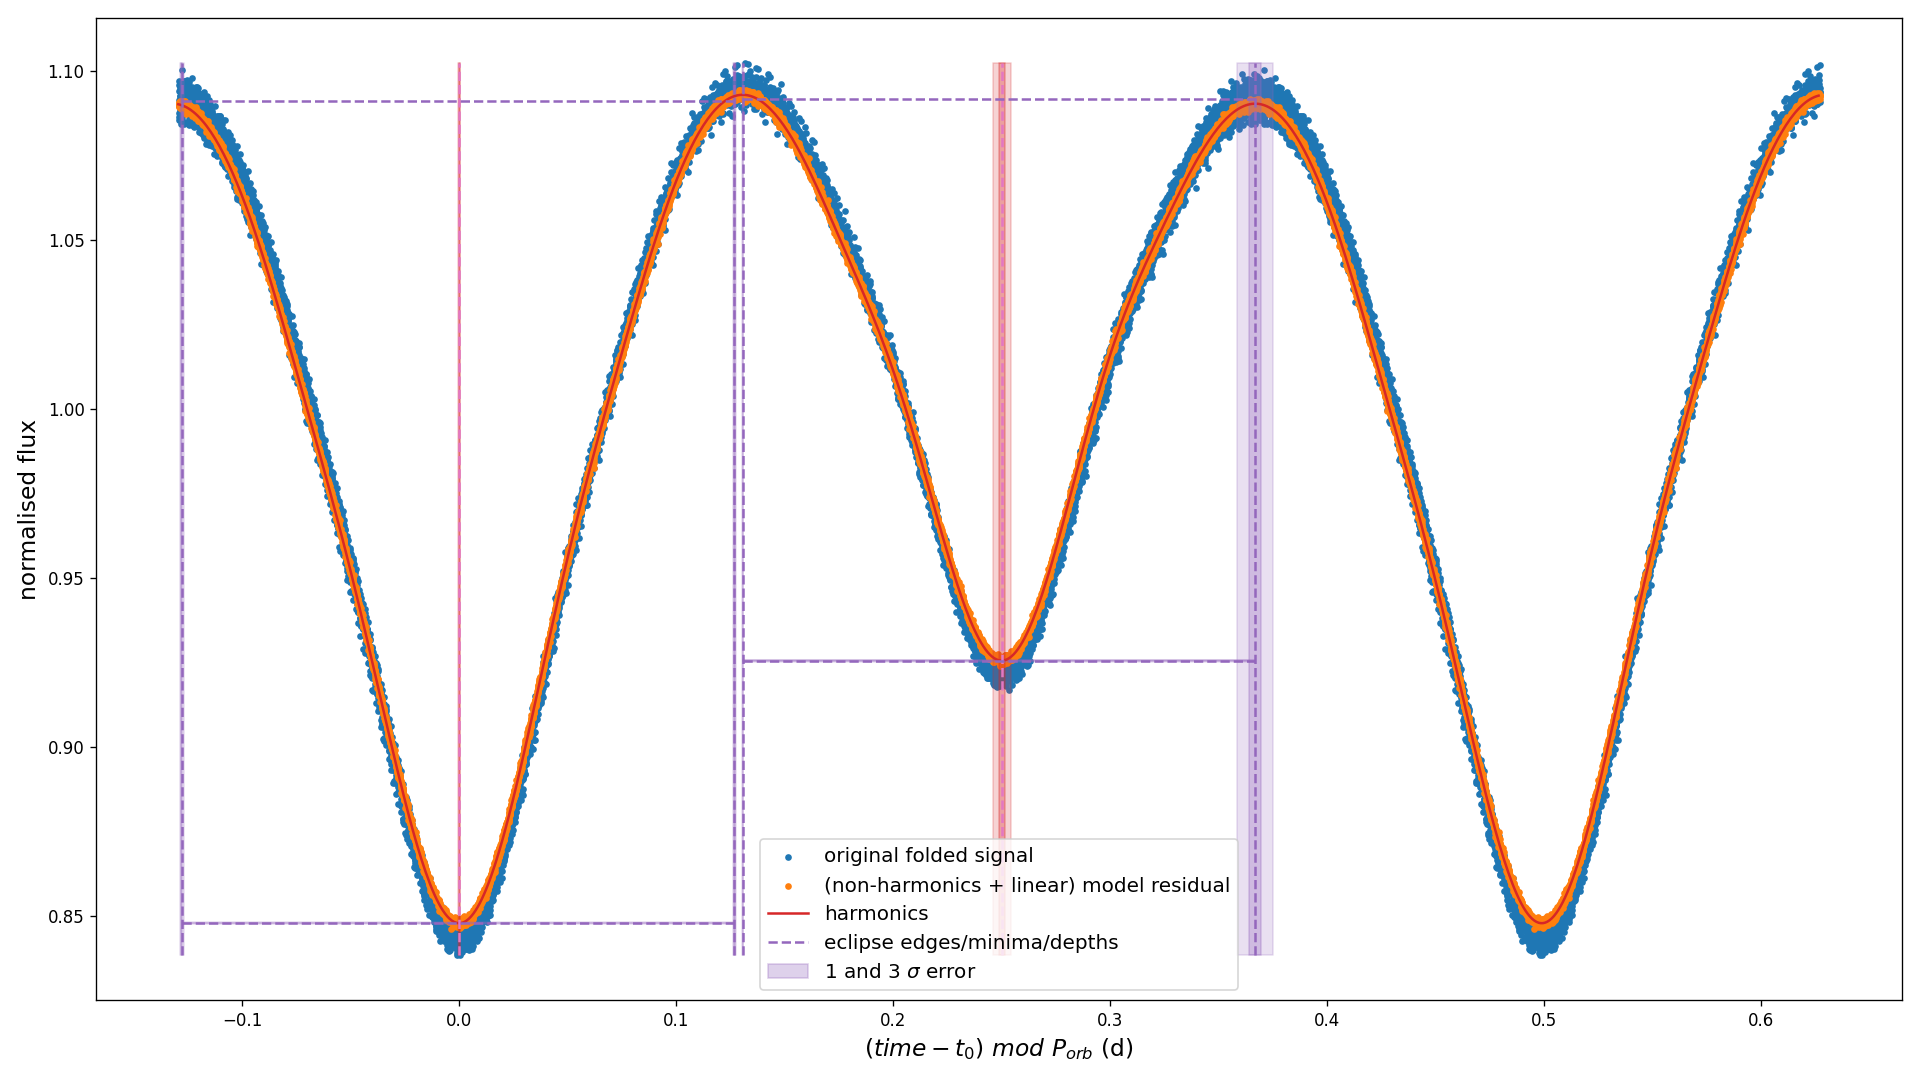 normalised flux
1.10
1.05
1.00
0.95
0.90
0.85
−0.1
0.0
0.1
0.2
0.3
0.4
0.5
0.6
(time − t₀) mod P_orb (d)
original folded signal
(non-harmonics + linear) model residual
harmonics
eclipse edges/minima/depths
1 and 3 σ error